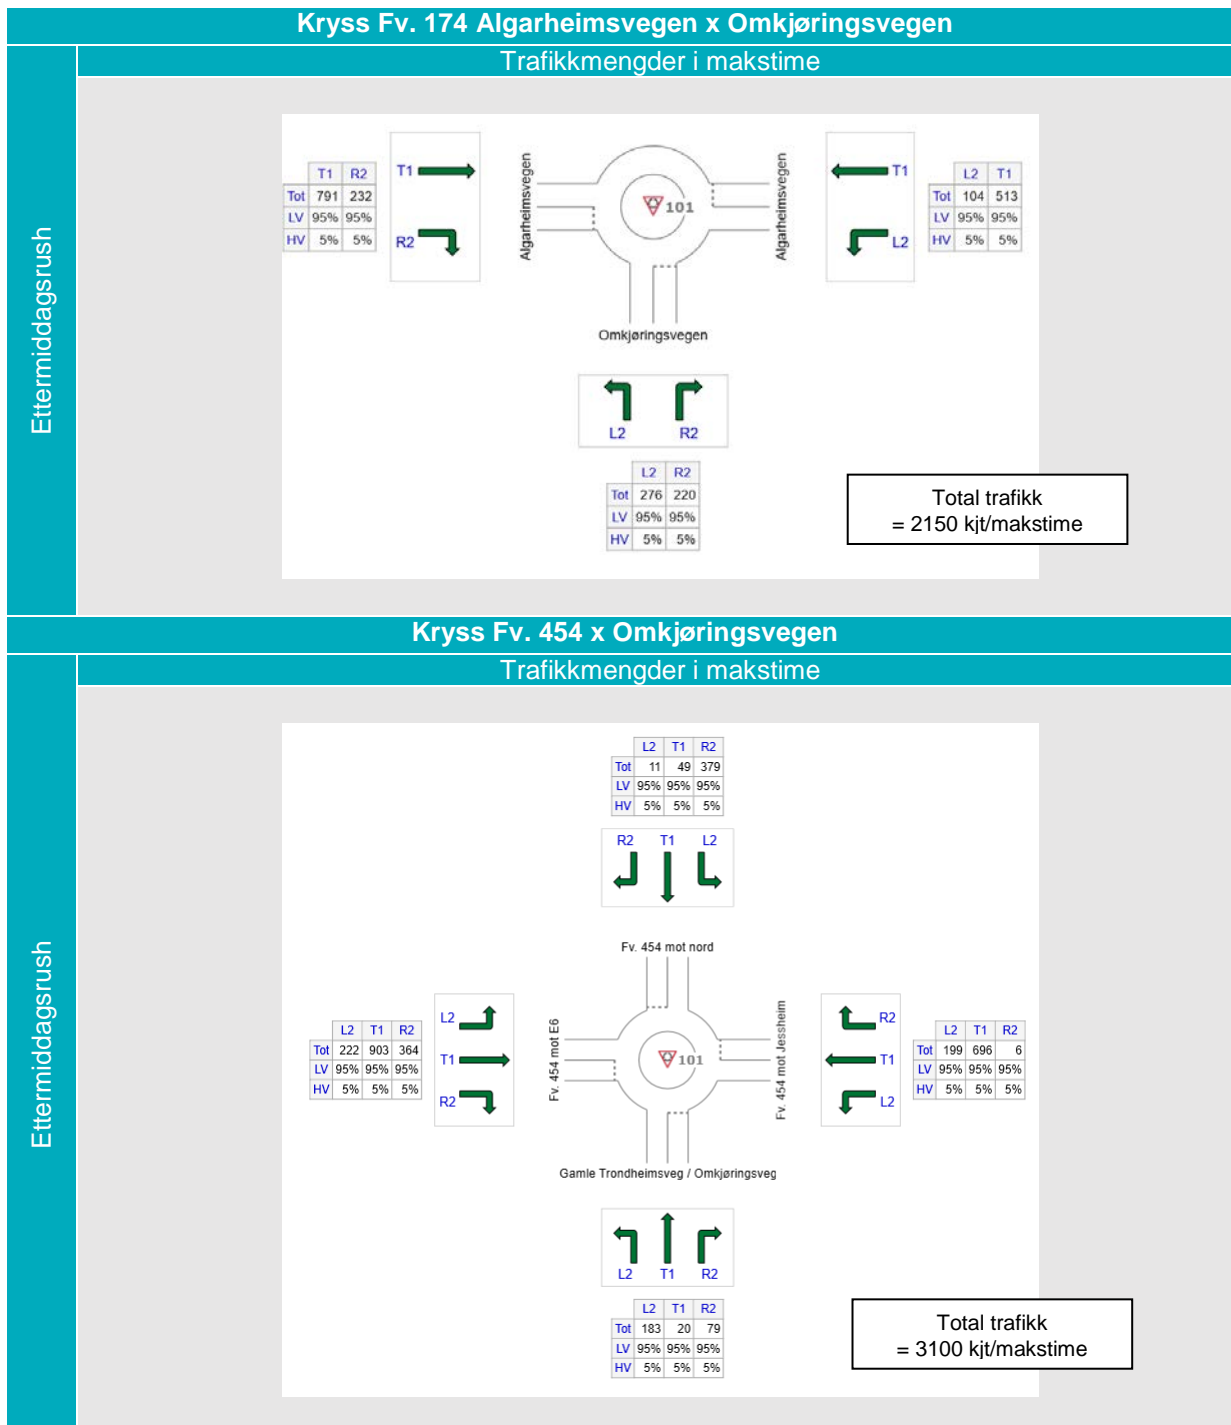 Kryss Fv. 174 Algarheimsvegen x Omkjøringsvegen
Trafikkmengder i makstime
Ettermiddagsrush
T1 R2
Tot 791 232
LV 95% 95%
HV 5% 5%
T1
R2
Algarheimsvegen
101
Algarheimsvegen
T1
L2
L2 T1
Tot 104 513
LV 95% 95%
HV 5% 5%
Omkjøringsvegen
L2 R2
L2 R2
Tot 276 220
LV 95% 95%
HV 5% 5%
Total trafikk
= 2150 kjt/makstime
Kryss Fv. 454 x Omkjøringsvegen
Trafikkmengder i makstime
Ettermiddagsrush
L2 T1 R2
Tot 11 49 379
LV 95% 95% 95%
HV 5% 5% 5%
R2 T1 L2
Fv. 454 mot nord
L2 T1 R2
Tot 222 903 364
LV 95% 95% 95%
HV 5% 5% 5%
L2
T1
R2
Fv. 454 mot E6
101
Fv. 454 mot Jessheim
R2
T1
L2
L2 T1 R2
Tot 199 696 6
LV 95% 95% 95%
HV 5% 5% 5%
Gamle Trondheimsveg / Omkjøringsveg
L2 T1 R2
L2 T1 R2
Tot 183 20 79
LV 95% 95% 95%
HV 5% 5% 5%
Total trafikk
= 3100 kjt/makstime